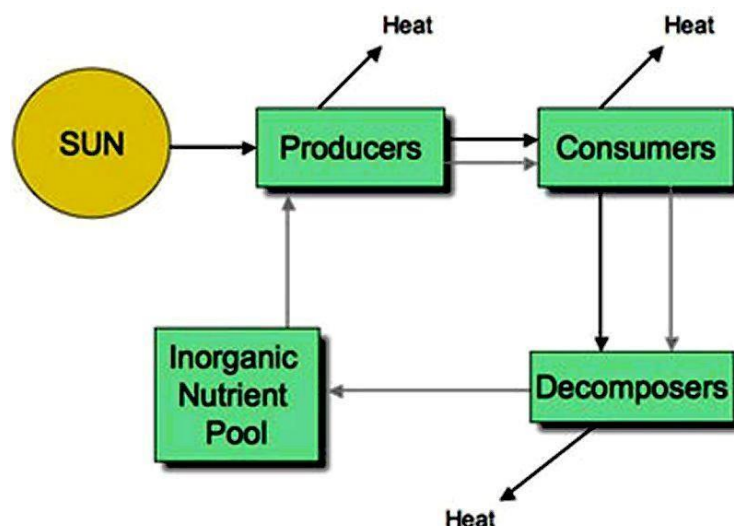 Heat
Heat
SUN
Producers
Consumers
Inorganic
Nutrient
Pool
Decomposers
Heat